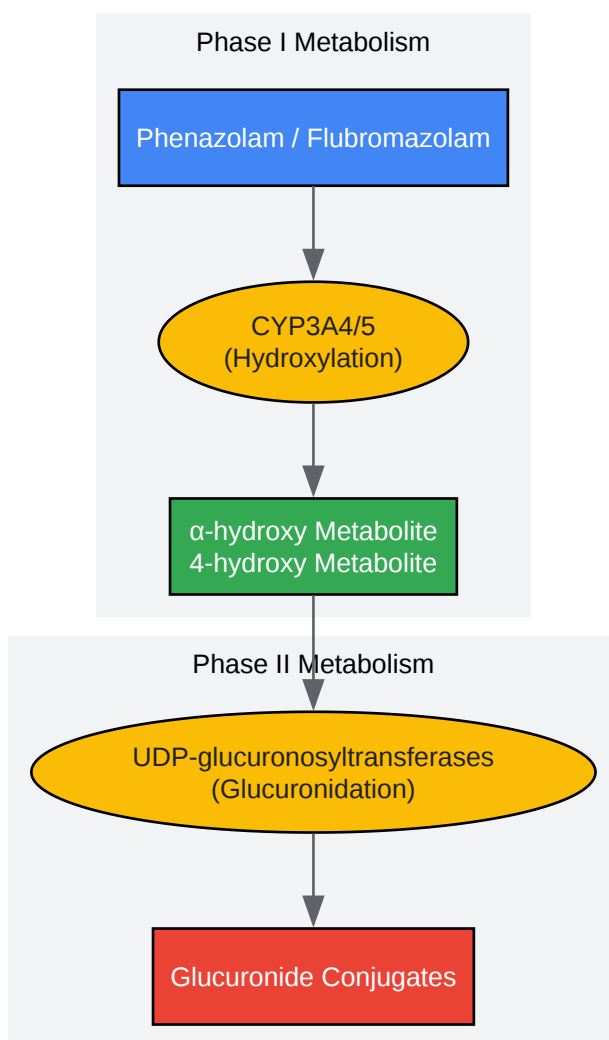 Phase I Metabolism
Phenazolam / Flubromazolam
CYP3A4/5
(Hydroxylation)
α-hydroxy Metabolite
4-hydroxy Metabolite
Phase II Metabolism
UDP-glucuronosyltransferases
(Glucuronidation)
Glucuronide Conjugates